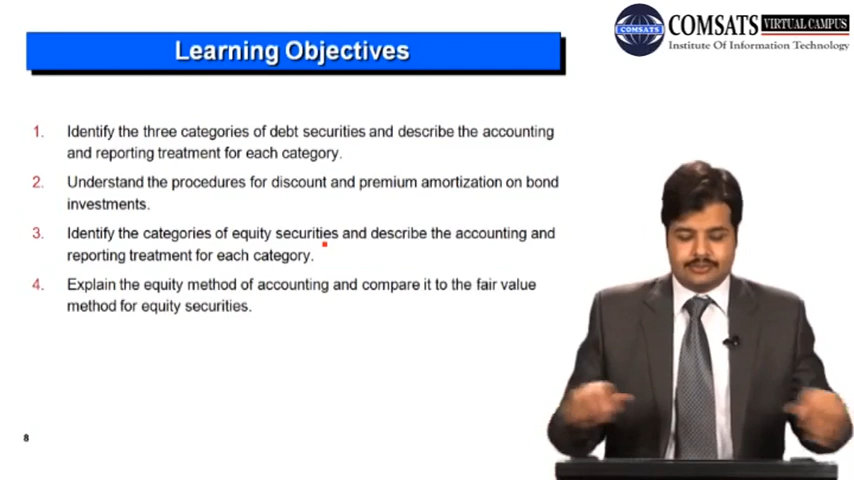 COMSATS VIRTUAL CAMPUS
Institute Of Information Technology
COMSATS
Learning Objectives
1. Identify the three categories of debt securities and describe the accounting
and reporting treatment for each category.
2. Understand the procedures for discount and premium amortization on bond
investments.
3. Identify the categories of equity securities and describe the accounting and
reporting treatment for each category.
4. Explain the equity method of accounting and compare it to the fair value
method for equity securities.
8